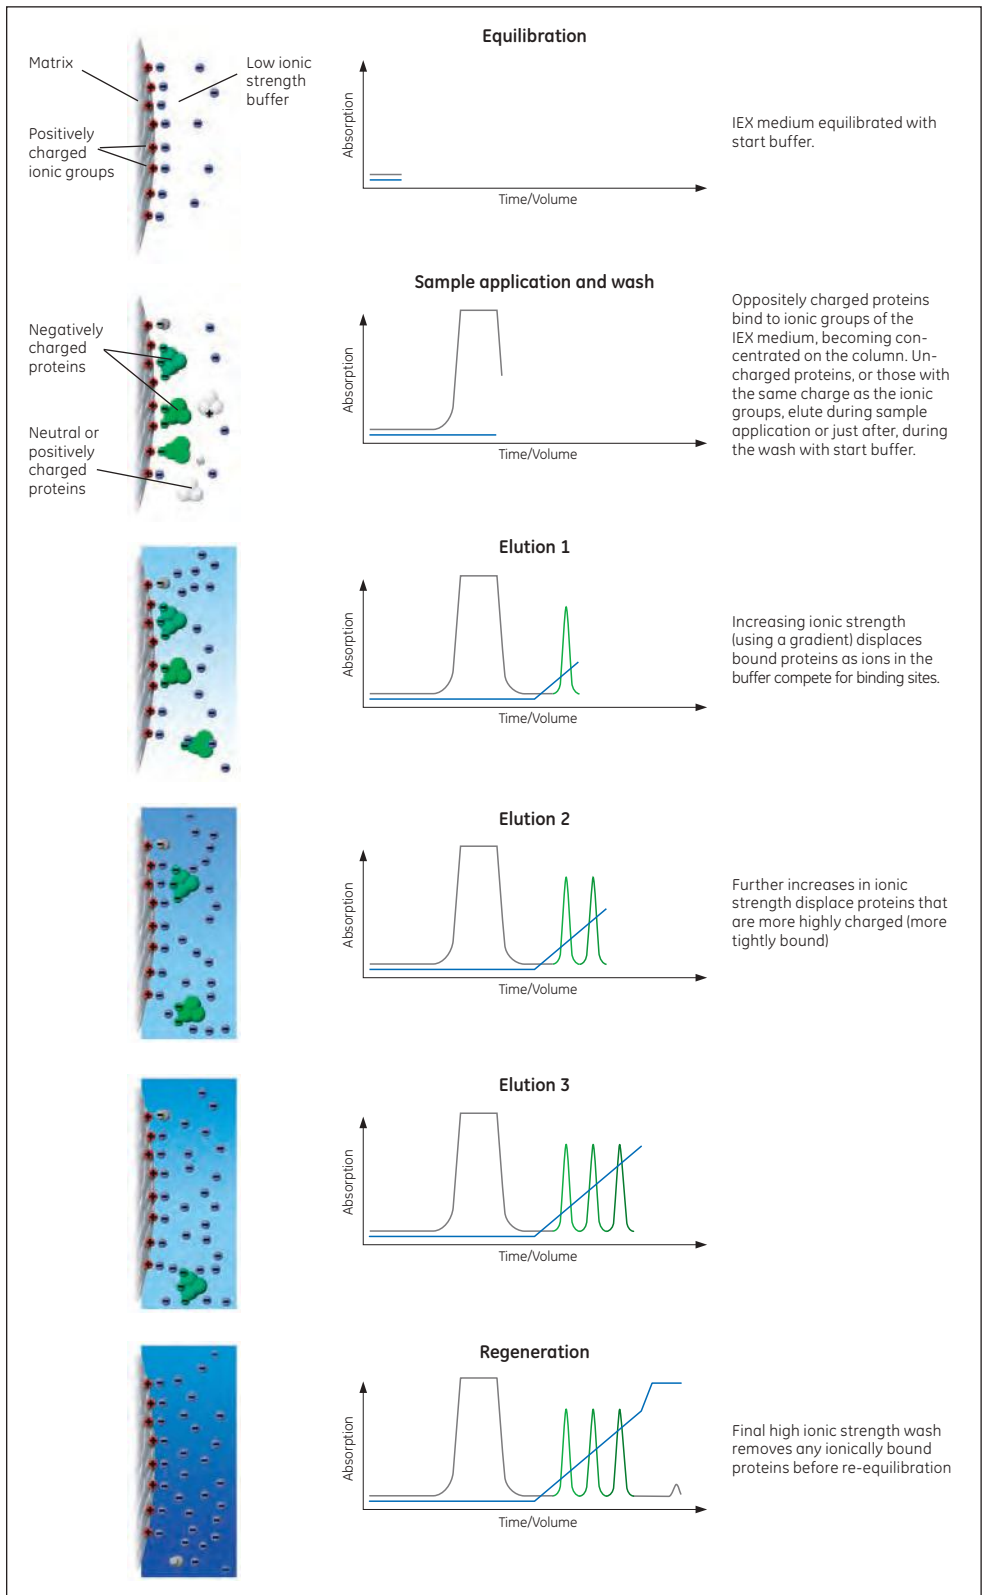 Equilibration
Matrix
Low ionic
strength
buffer
Positively
charged
ionic groups
Absorption
Time/Volume
IEX medium equilibrated with
start buffer.
Sample application and wash
Negatively
charged
proteins
Neutral or
positively
charged
proteins
Absorption
Time/Volume
Oppositely charged proteins
bind to ionic groups of the
IEX medium, becoming con-
centrated on the column. Un-
charged proteins, or those with
the same charge as the ionic
groups, elute during sample
application or just after, during
the wash with start buffer.
Elution 1
Absorption
Time/Volume
Increasing ionic strength
(using a gradient) displaces
bound proteins as ions in the
buffer compete for binding sites.
Elution 2
Absorption
Time/Volume
Further increases in ionic
strength displace proteins that
are more highly charged (more
tightly bound)
Elution 3
Absorption
Time/Volume
Regeneration
Absorption
Time/Volume
Final high ionic strength wash
removes any ionically bound
proteins before re-equilibration